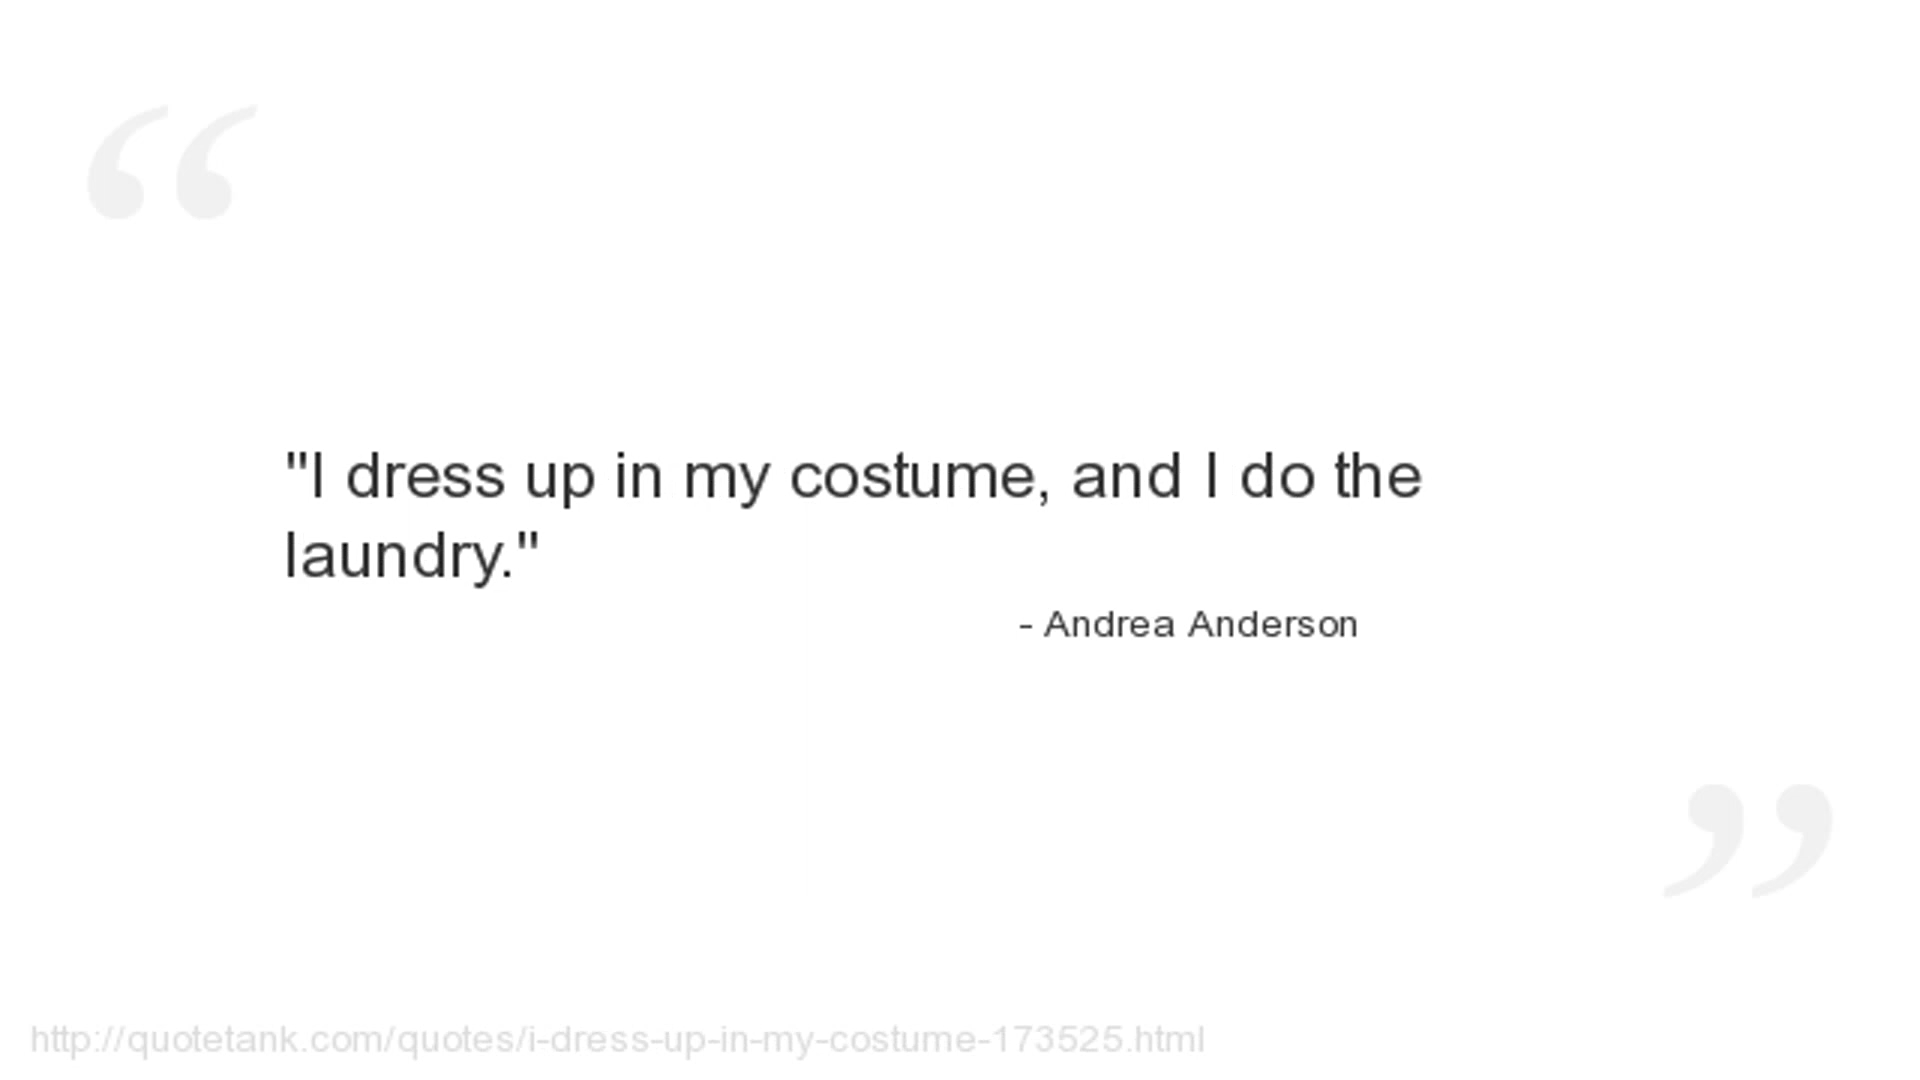 "I dress up in my costume, and I do the
laundry."
- Andrea Anderson
http://quotetank.com/quotes/i-dress-up-in-my-costume-173525.html